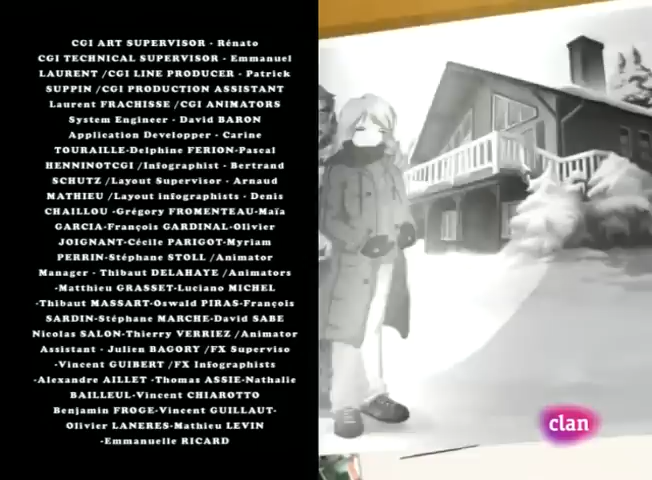 CGI ART SUPERVISOR - Rénato
CGI TECHNICAL SUPERVISOR - Emmanuel
LAURENT /CGI LINE PRODUCER - Patrick
SUPPIN /CGI PRODUCTION ASSISTANT
Laurent FRACHISSE /CGI ANIMATORS
System Engineer - David BARON
Application Developper - Carine
TOURAILLE-Delphine FERION-Pascal
HENNINOTCGI /Infographist - Bertrand
SCHUTZ /Layout Supervisor - Arnaud
MATHIEU /Layout infographists - Denis
CHAILLOU -Grégory FROMENTEAU-Maïa
GARCIA-François GARDINAL-Olivier
JOIGNANT-Cécile PARIGOT-Myriam
PERRIN-Stéphane STOLL /Animator
Manager - Thibaut DELAHAYE /Animators
-Matthieu GRASSET-Luciano MICHEL
-Thibaut MASSART-Oswald PIRAS-François
SARDIN-Stéphane MARCHE-David SABE
Nicolas SALON-Thierry VERRIEZ /Animator
Assistant - Julien BAGORY /FX Superviso
-Vincent GUIBERT /FX Infographists
-Alexandre AILLET -Thomas ASSIE-Nathalie
BAILLEUL-Vincent CHIAROTTO
Benjamin FROGE-Vincent GUILLAUT-
Olivier LANERES-Mathieu LEVIN
-Emmanuelle RICARD
clan